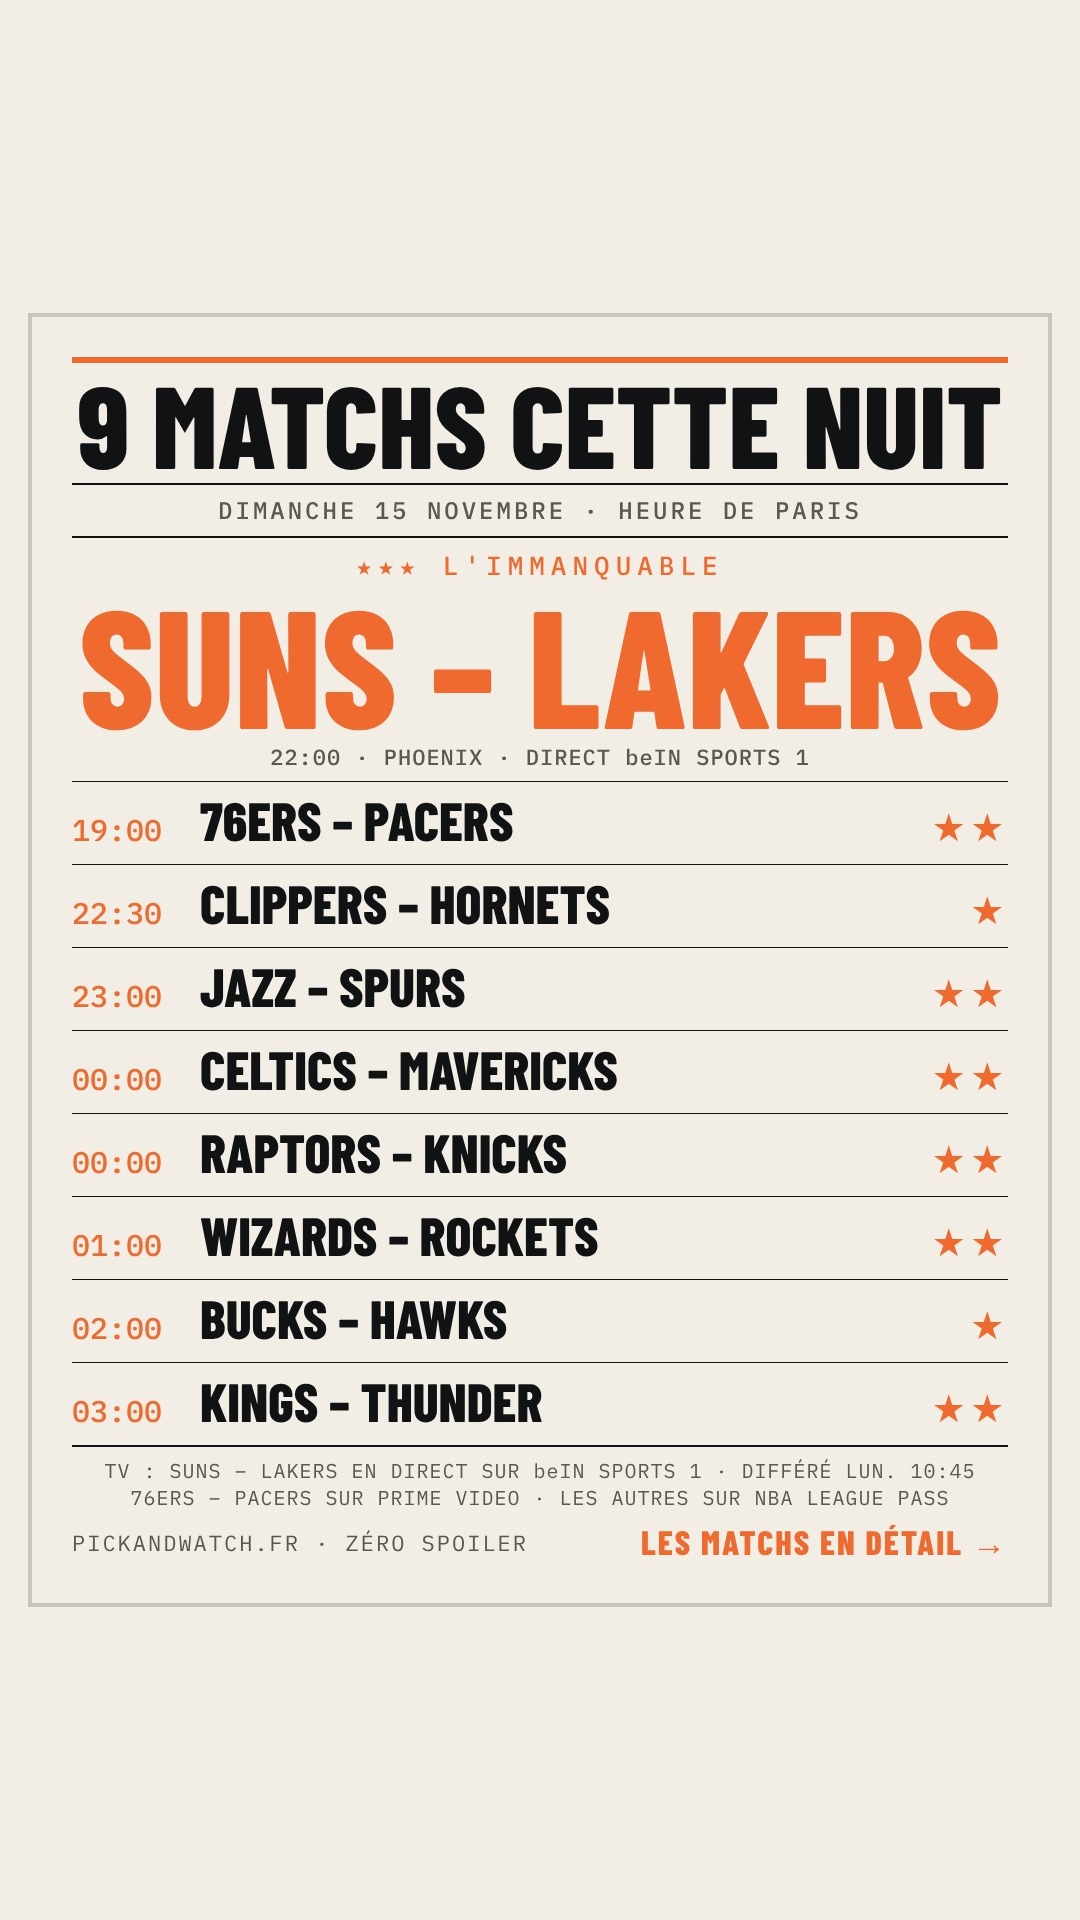 9 MATCHS CETTE NUIT
DIMANCHE 15 NOVEMBRE · HEURE DE PARIS
★★★ L'IMMANQUABLE
SUNS – LAKERS
22:00 · PHOENIX · DIRECT beIN SPORTS 1
19:00 76ERS – PACERS ★★
22:30 CLIPPERS – HORNETS ★
23:00 JAZZ – SPURS ★★
00:00 CELTICS – MAVERICKS ★★
00:00 RAPTORS – KNICKS ★★
01:00 WIZARDS – ROCKETS ★★
02:00 BUCKS – HAWKS ★
03:00 KINGS – THUNDER ★★
TV : SUNS – LAKERS EN DIRECT SUR beIN SPORTS 1 · DIFFÉRÉ LUN. 10:45
76ERS – PACERS SUR PRIME VIDEO · LES AUTRES SUR NBA LEAGUE PASS
PICKANDWATCH.FR · ZÉRO SPOILER LES MATCHS EN DÉTAIL →